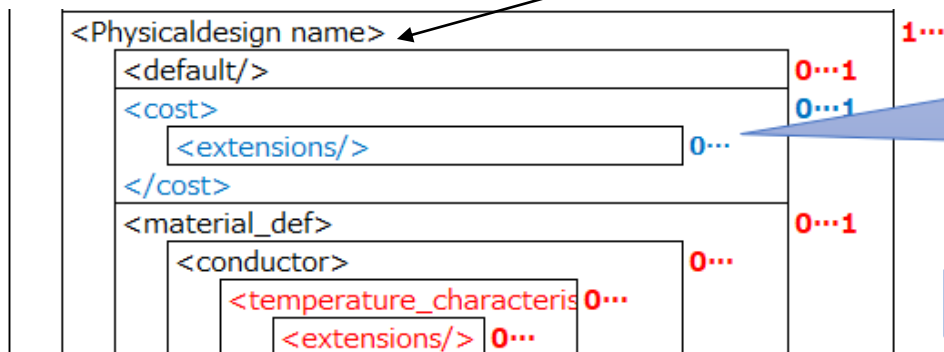 <Physicaldesign name> 1…
<default/> 0…1
<cost> 0…1
<extensions/> 0…
</cost>
<material_def> 0…1
<conductor> 0…
<temperature_characteris 0…
<extensions/> 0…